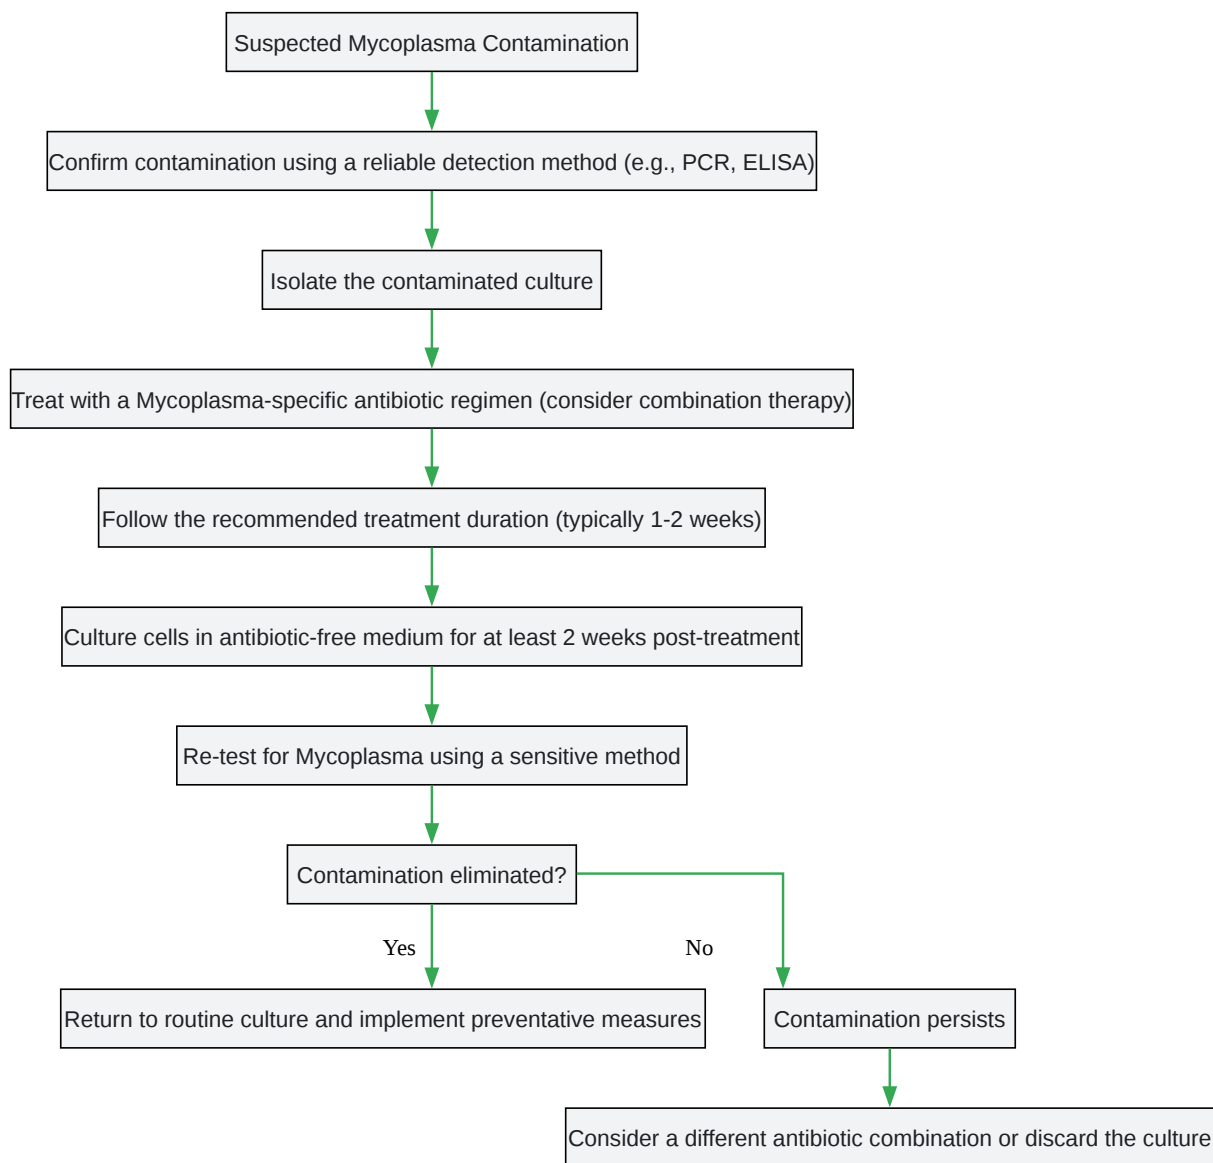 Suspected Mycoplasma Contamination
Confirm contamination using a reliable detection method (e.g., PCR, ELISA)
Isolate the contaminated culture
Treat with a Mycoplasma-specific antibiotic regimen (consider combination therapy)
Follow the recommended treatment duration (typically 1-2 weeks)
Culture cells in antibiotic-free medium for at least 2 weeks post-treatment
Re-test for Mycoplasma using a sensitive method
Contamination eliminated?
Yes
No
Return to routine culture and implement preventative measures
Contamination persists
Consider a different antibiotic combination or discard the culture